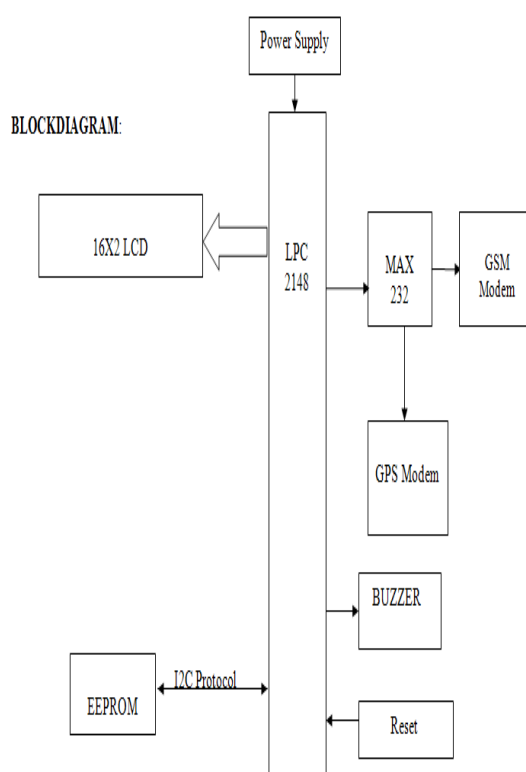 Power Supply
BLOCKDIAGRAM:
16X2 LCD
LPC
2148
MAX
232
GSM
Modem
GPS Modem
BUZZER
I2C Protocol
EEPROM
Reset